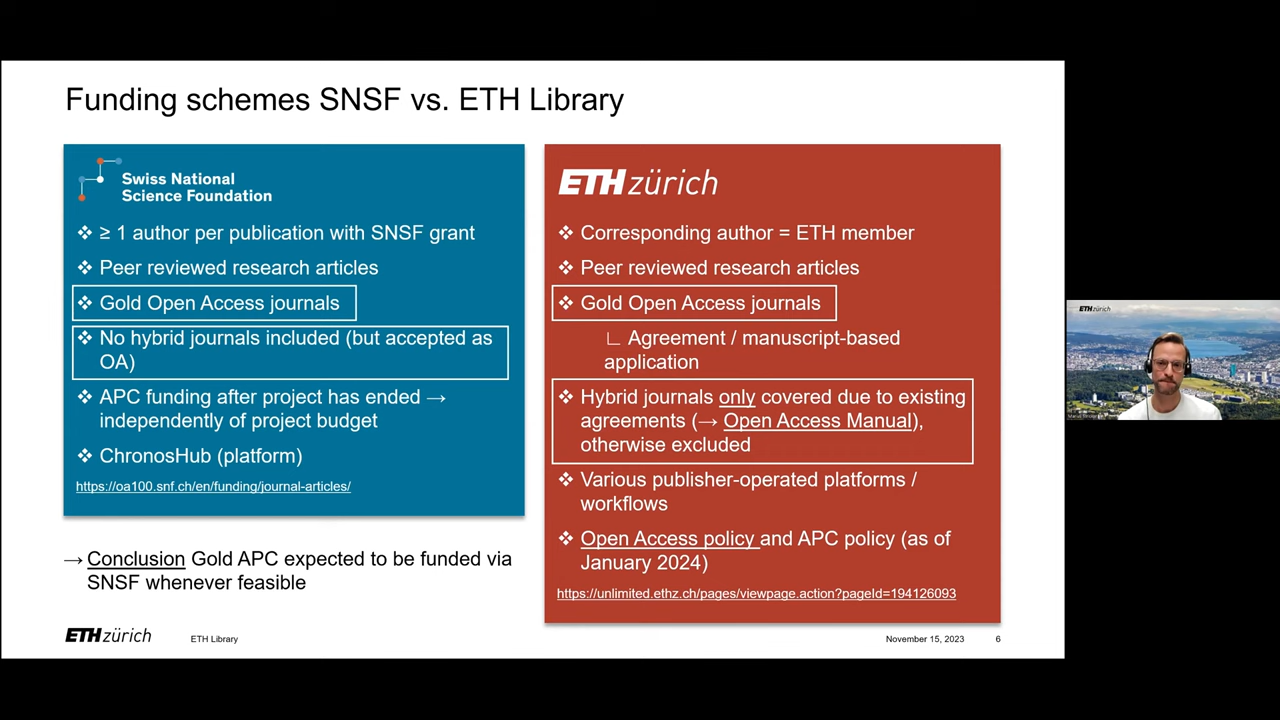 Funding schemes SNSF vs. ETH Library
Swiss National
Science Foundation
❖ ≥ 1 author per publication with SNSF grant
❖ Peer reviewed research articles
❖ Gold Open Access journals
❖ No hybrid journals included (but accepted as
OA)
❖ APC funding after project has ended →
independently of project budget
❖ ChronosHub (platform)
https://oa100.snf.ch/en/funding/journal-articles/
→ Conclusion Gold APC expected to be funded via
SNSF whenever feasible
ETH zürich
❖ Corresponding author = ETH member
❖ Peer reviewed research articles
❖ Gold Open Access journals
∟ Agreement / manuscript-based
application
❖ Hybrid journals only covered due to existing
agreements (→ Open Access Manual),
otherwise excluded
❖ Various publisher-operated platforms /
workflows
❖ Open Access policy and APC policy (as of
January 2024)
https://unlimited.ethz.ch/pages/viewpage.action?pageId=194126093
ETH zürich
ETH Library
November 15, 2023
6
ETH zürich